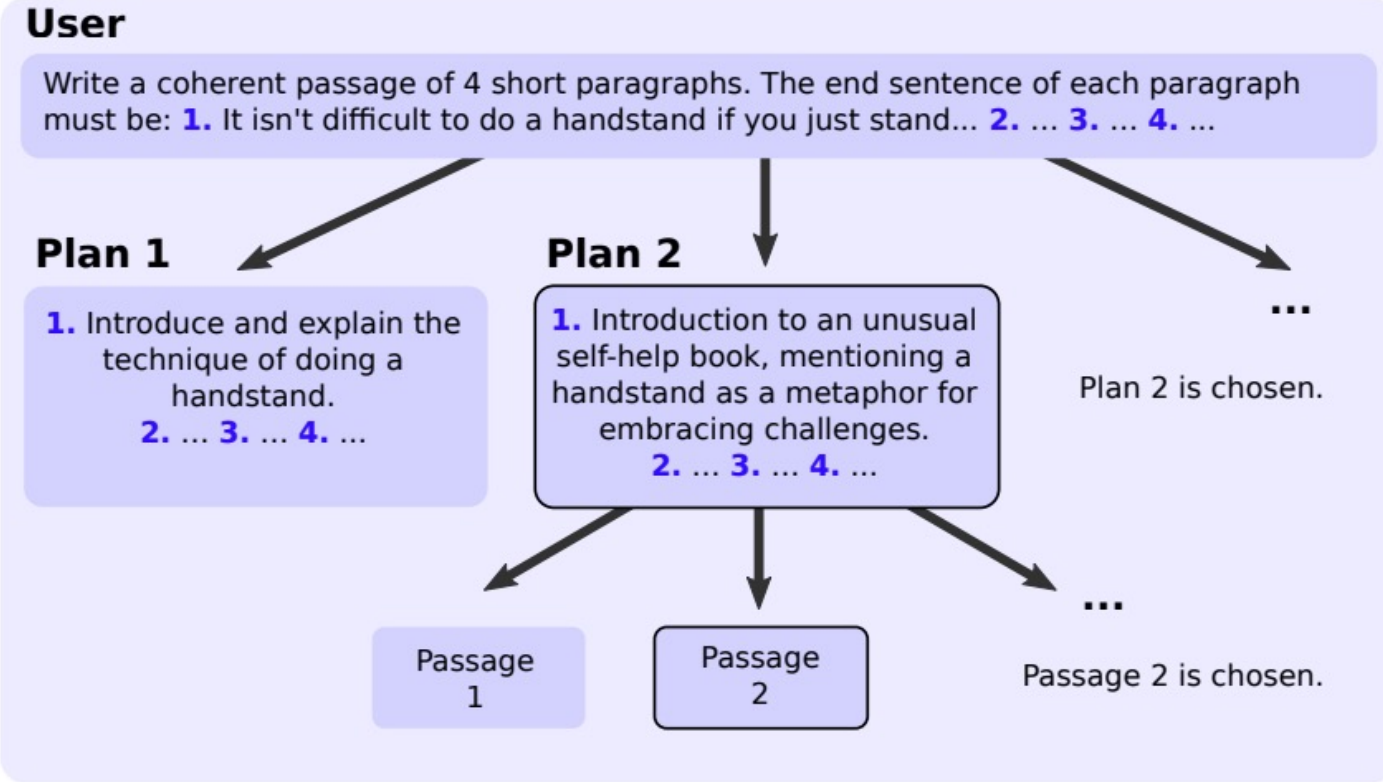 User
Write a coherent passage of 4 short paragraphs. The end sentence of each paragraph
must be: 1. It isn't difficult to do a handstand if you just stand... 2. ... 3. ... 4. ...
Plan 1
1. Introduce and explain the
technique of doing a
handstand.
2. ... 3. ... 4. ...
Plan 2
1. Introduction to an unusual
self-help book, mentioning a
handstand as a metaphor for
embracing challenges.
2. ... 3. ... 4. ...
...
Plan 2 is chosen.
Passage
1
Passage
2
...
Passage 2 is chosen.